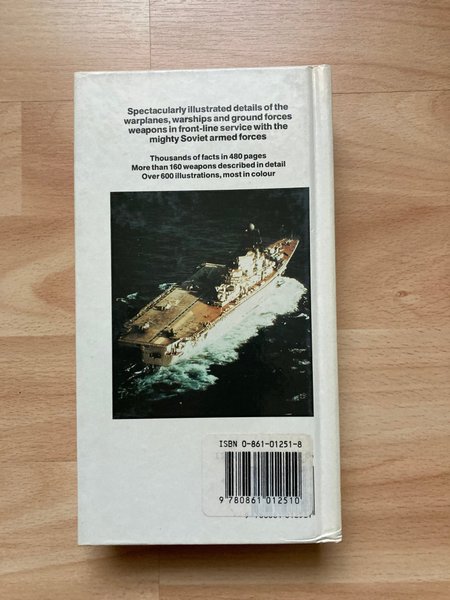 Spectacularly illustrated details of the
warplanes, warships and ground forces
weapons in front-line service with the
mighty Soviet armed forces
Thousands of facts in 480 pages
More than 160 weapons described in detail
Over 600 illustrations, most in colour
ISBN 0-861-01251-8
9 780861 012510